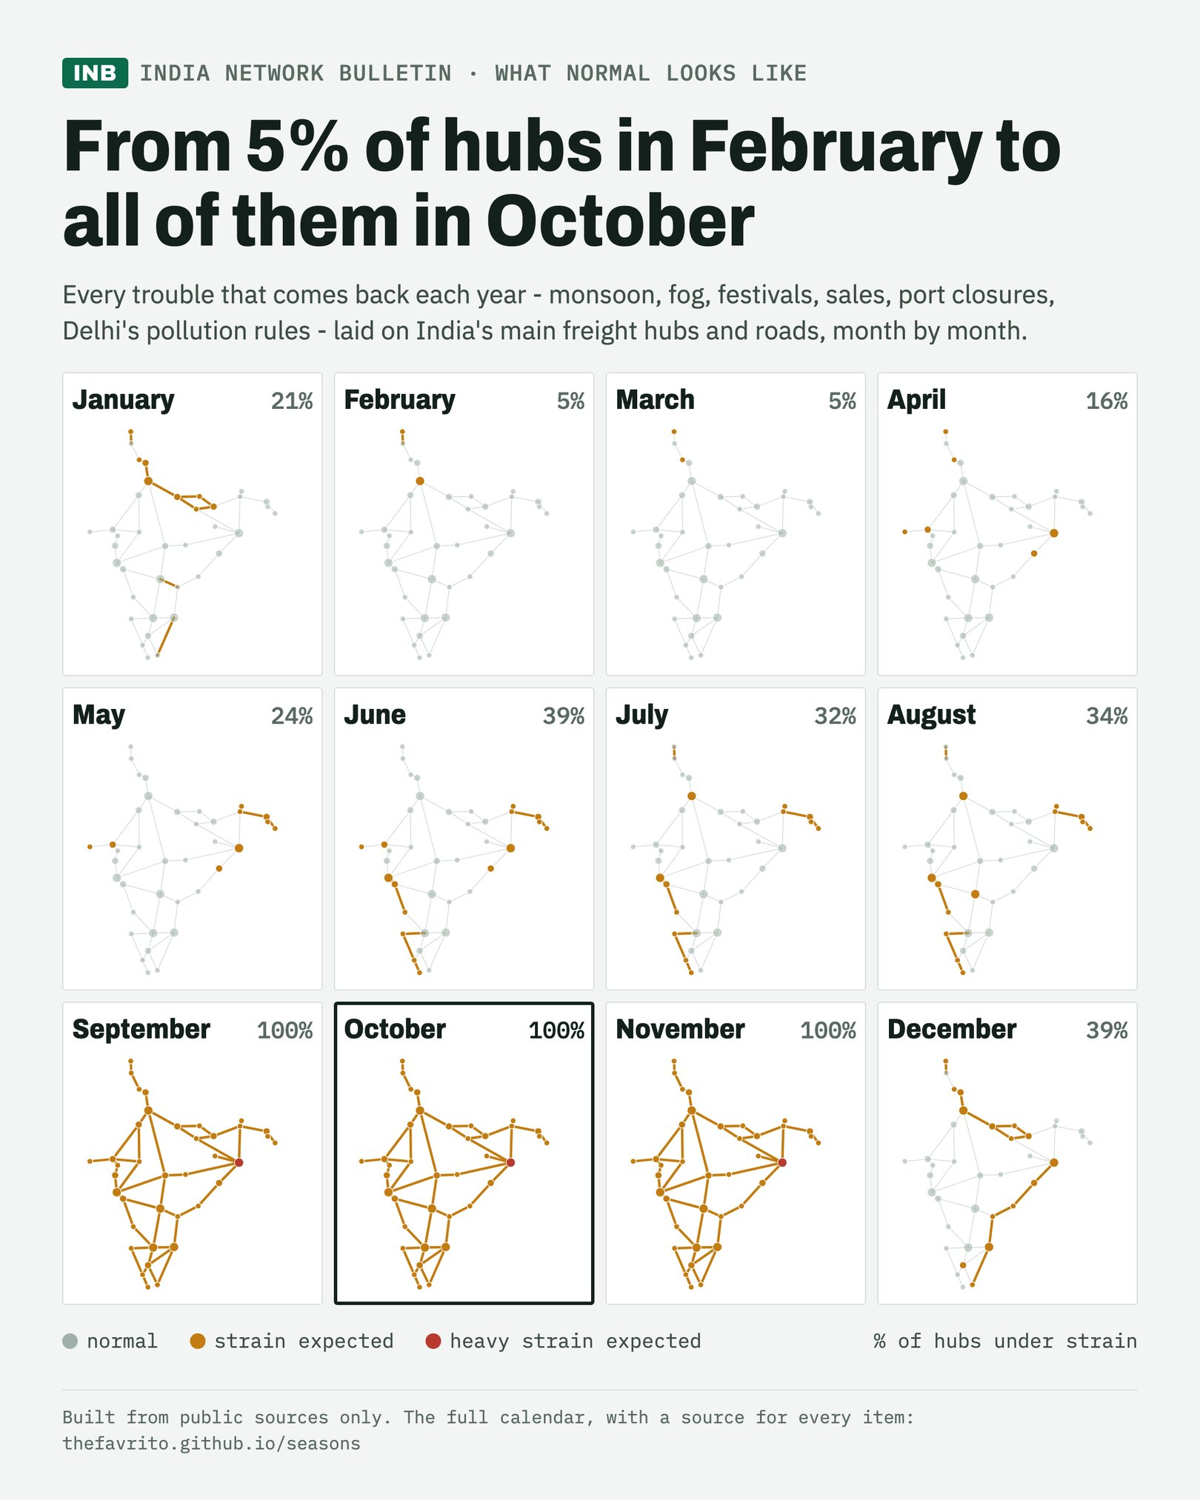 INB INDIA NETWORK BULLETIN · WHAT NORMAL LOOKS LIKE
From 5% of hubs in February to
all of them in October
Every trouble that comes back each year - monsoon, fog, festivals, sales, port closures,
Delhi's pollution rules - laid on India's main freight hubs and roads, month by month.
January 21%
February 5%
March 5%
April 16%
May 24%
June 39%
July 32%
August 34%
September 100%
October 100%
November 100%
December 39%
normal
strain expected
heavy strain expected
% of hubs under strain
Built from public sources only. The full calendar, with a source for every item:
thefavrito.github.io/seasons